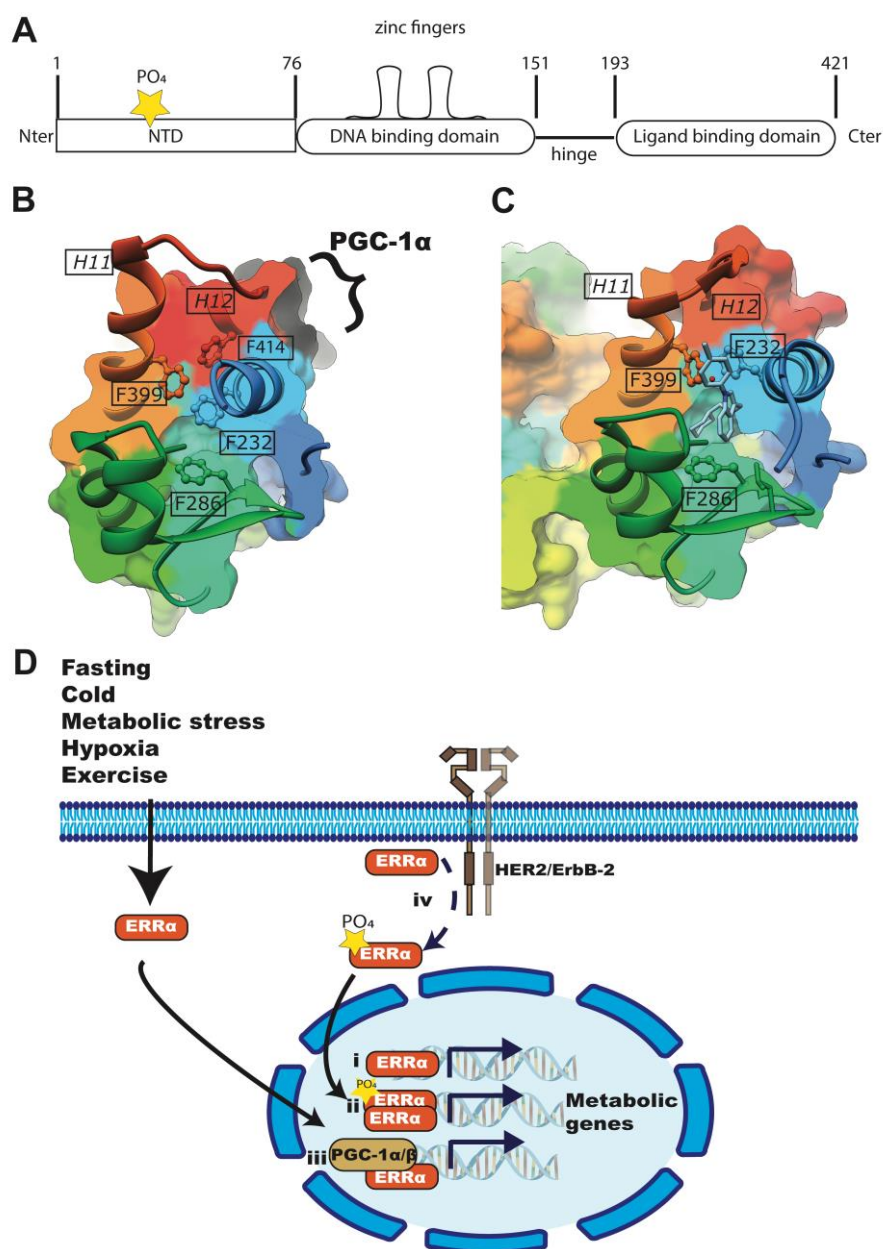 A
zinc fingers
1 76 151 193 421
PO₄
Nter NTD DNA binding domain hinge Ligand binding domain Cter
B
PGC-1α
H11
H12
F414
F399
F232
F286
C
H11
H12
F232
F399
F286
D
Fasting
Cold
Metabolic stress
Hypoxia
Exercise
ERRα
HER2/ErbB-2
iv
ERRα
PO₄
ERRα
i ERRα
PO₄
ii ERRα
ERRα
Metabolic
genes
iii PGC-1α/β
ERRα